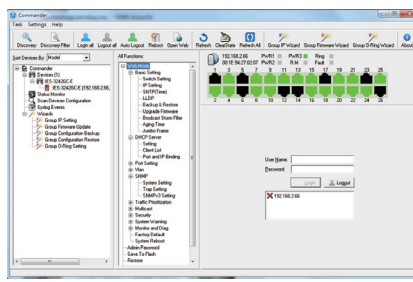 Commander
Task Settings Help
Discovery Discovery Filter Login all Logout all Auto Logout Reboot Open Web Refresh ClearState Refresh All Group IP Wizard Group Firmware Wizard Group O-Ring Wizard About
List Devices By: Model
Commander
Devices (1)
IES-3242GC-E
IES-3242GC-E (192.168.2.66,
Status Monitor
Scan Devices Configuration
Syslog Events
Wizards
Group IP Setting
Group Firmware Update
Group Configuration Backup
Group Configuration Restore
Group O-Ring Setting
All Functions:
Web Mode
Basic Setting
Switch Setting
IP Setting
SNTP(Time)
LLDP
Backup & Restore
Upgrade Firmware
Broadcast Storm Filter
Aging Time
Jumbo Frame
DHCP Server
Setting
Client List
Port and IP Binding
Port Setting
Vlan
SNMP
System Setting
Trap Setting
SNMPv3 Setting
Traffic Prioritization
Multicast
Security
System Warning
Monitor and Diag
Factory Default
System Reboot
Admin Password
Save To Flash
Restore
192.168.2.66 PWR1 PWR3 Ring
00:1E:94:27:02:07 PWR2 R.M Fault
1 3 5 7 9 11 13 15 17 19 21 23 25
2 4 6 8 10 12 14 16 18 20 22 24 26
User Name:
Password:
Login Logout
192.168.2.66